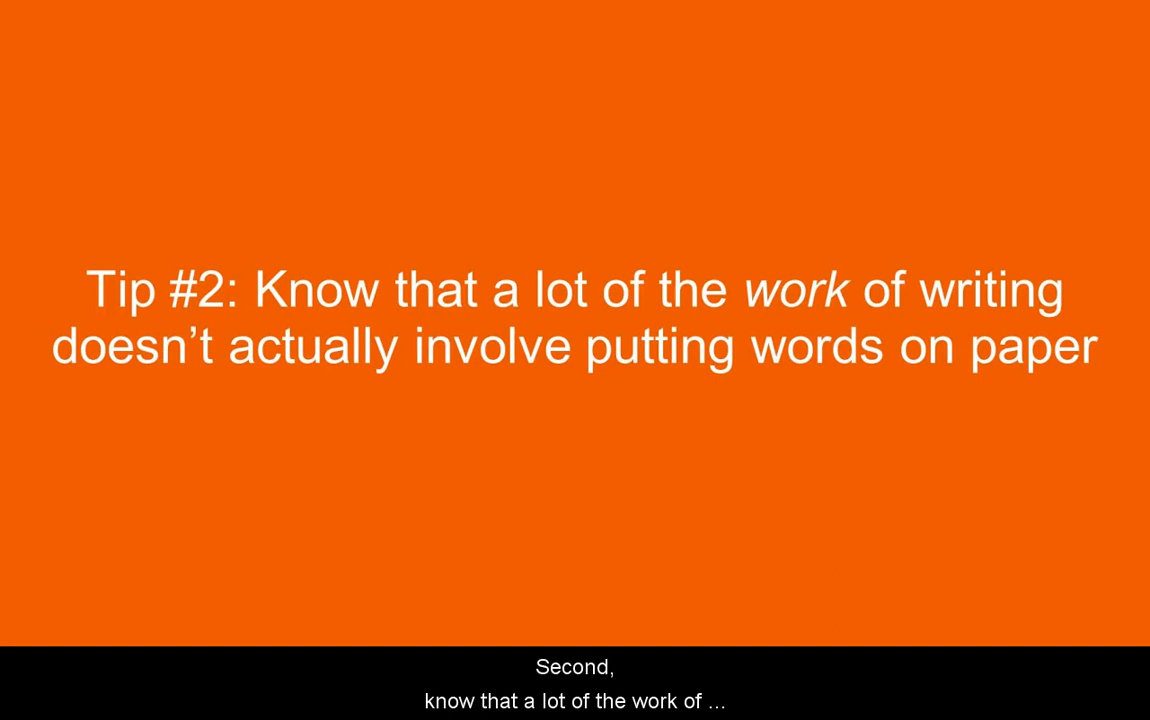 Tip #2: Know that a lot of the work of writing
doesn’t actually involve putting words on paper
Second,
know that a lot of the work of ...